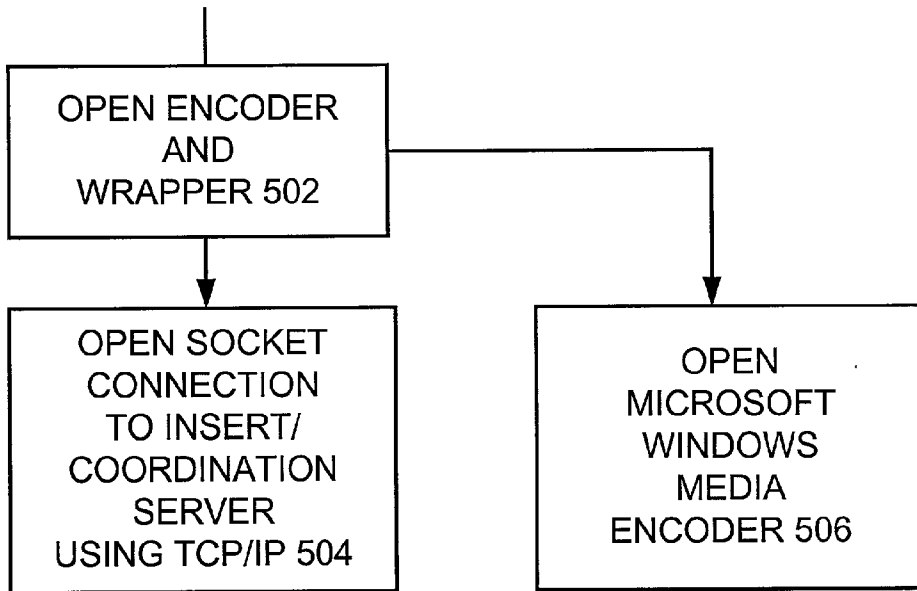 OPEN ENCODER
AND
WRAPPER 502
OPEN SOCKET
CONNECTION
TO INSERT/
COORDINATION
SERVER
USING TCP/IP 504
OPEN
MICROSOFT
WINDOWS
MEDIA
ENCODER 506